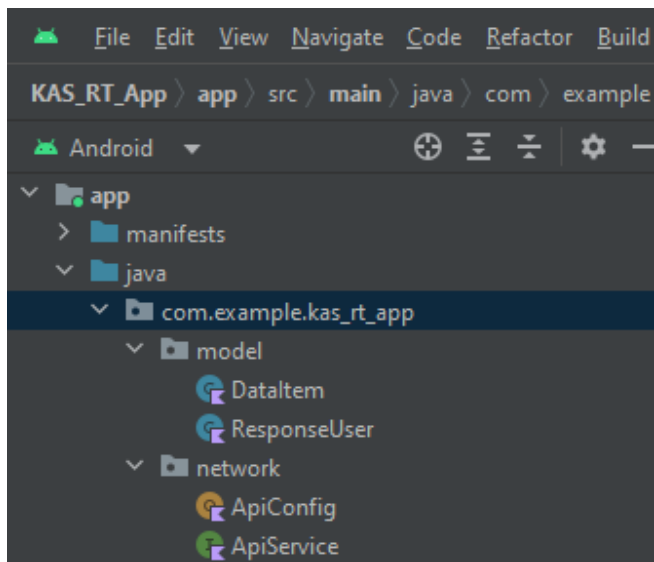 File Edit View Navigate Code Refactor Build
KAS_RT_App app src main java com example
Android
app
manifests
java
com.example.kas_rt_app
model
DataItem
ResponseUser
network
ApiConfig
ApiService